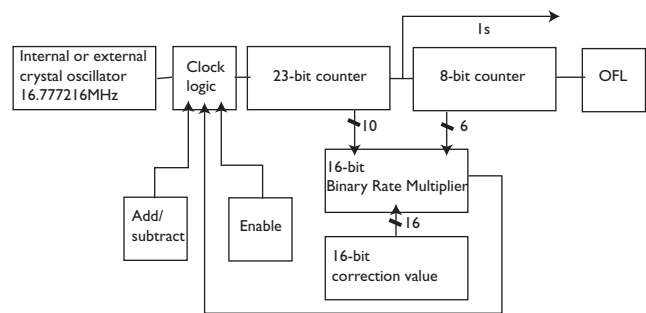 1s
Internal or external
crystal oscillator
16.777216MHz
Clock
logic
23-bit counter
8-bit counter
OFL
10
6
16-bit
Binary Rate Multiplier
Add/
subtract
Enable
16
16-bit
correction value